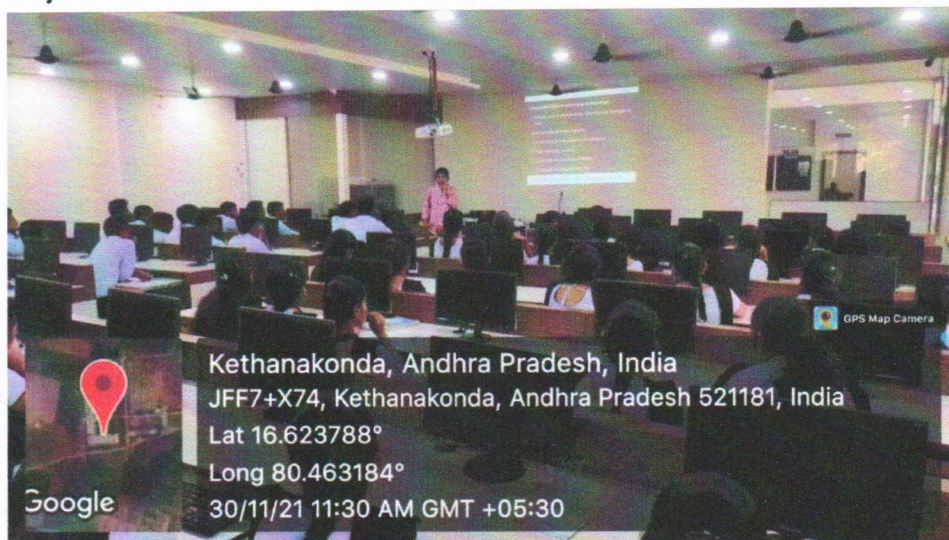 GPS Map Camera
Kethanakonda, Andhra Pradesh, India
JFF7+X74, Kethanakonda, Andhra Pradesh 521181, India
Lat 16.623788°
Long 80.463184°
30/11/21 11:30 AM GMT +05:30
Google